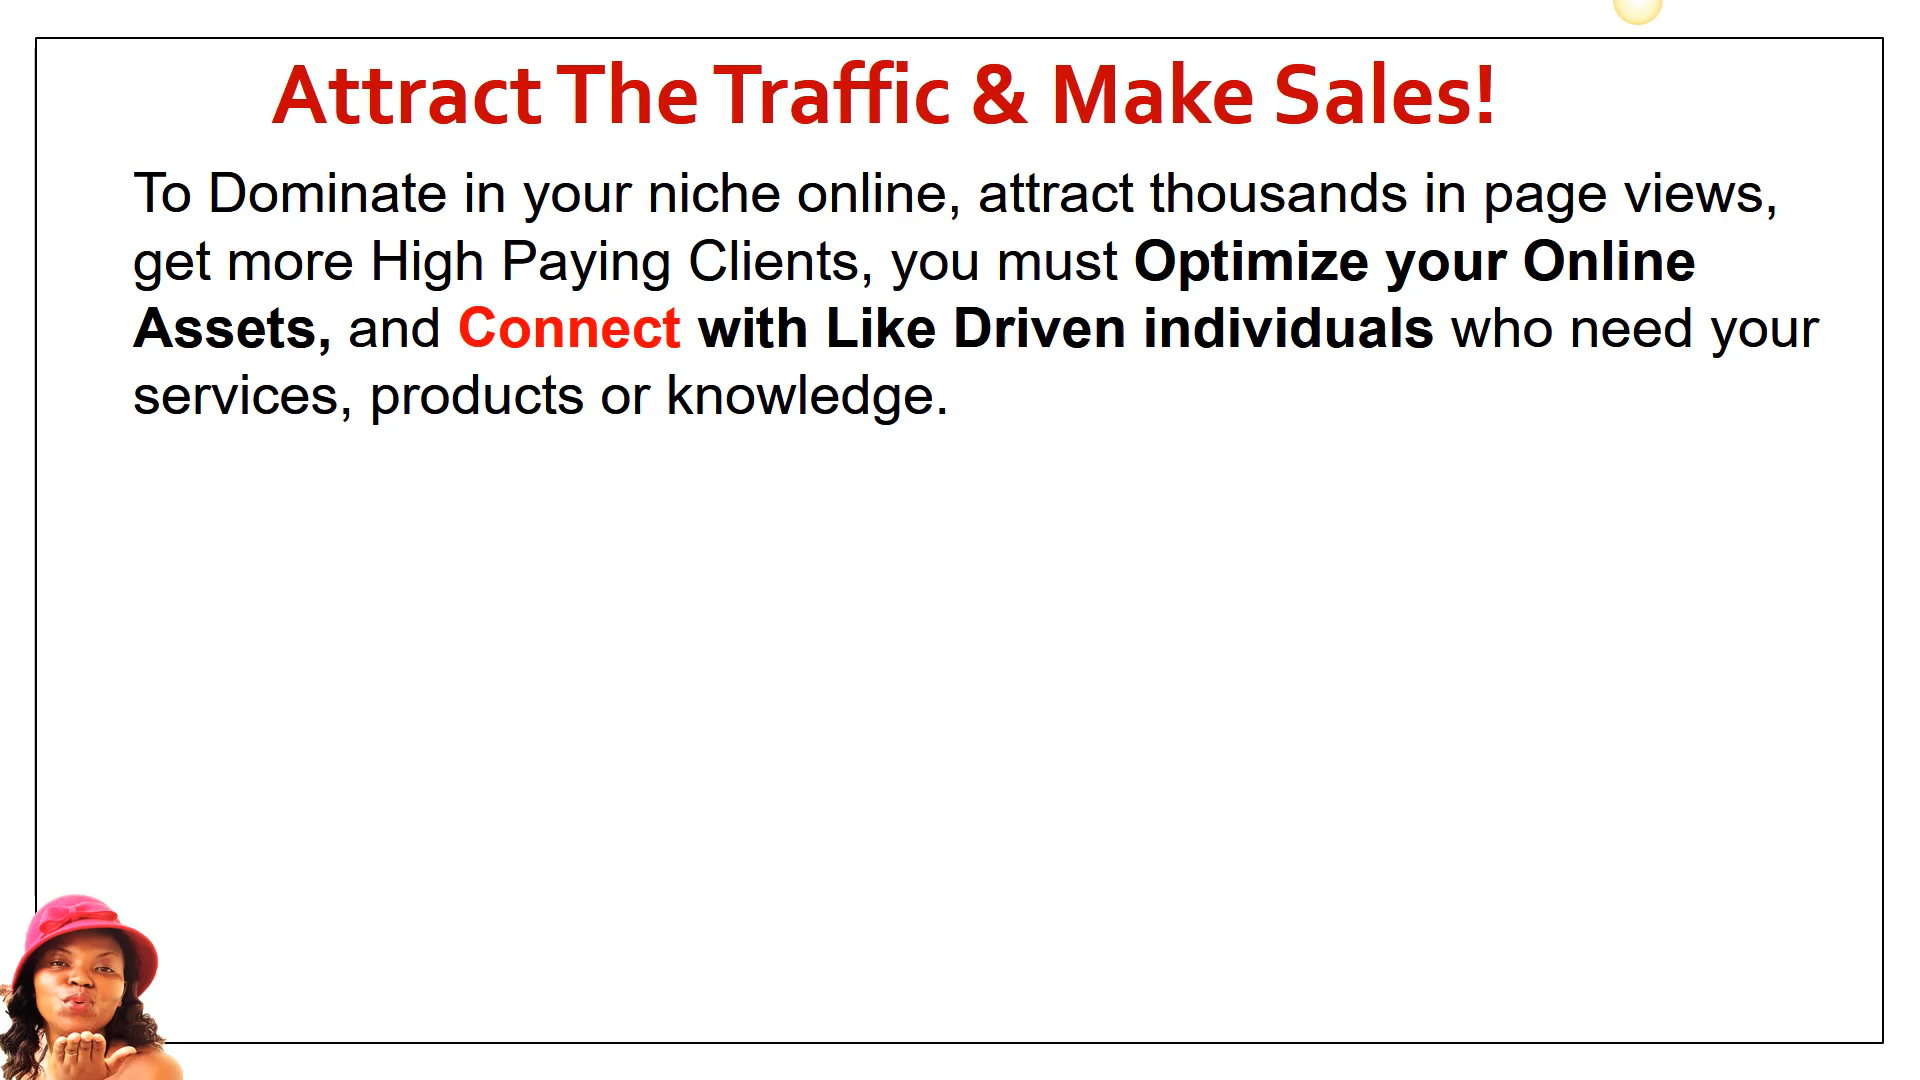 Attract The Traffic & Make Sales!
To Dominate in your niche online, attract thousands in page views,
get more High Paying Clients, you must Optimize your Online
Assets, and Connect with Like Driven individuals who need your
services, products or knowledge.